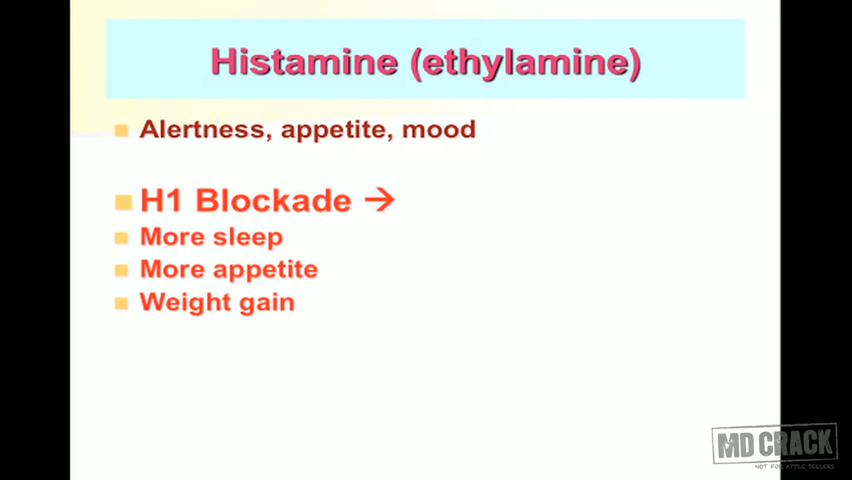 Histamine (ethylamine)
Alertness, appetite, mood
H1 Blockade →
More sleep
More appetite
Weight gain
MD CRACK
NOT FOR APPLE SELLERS